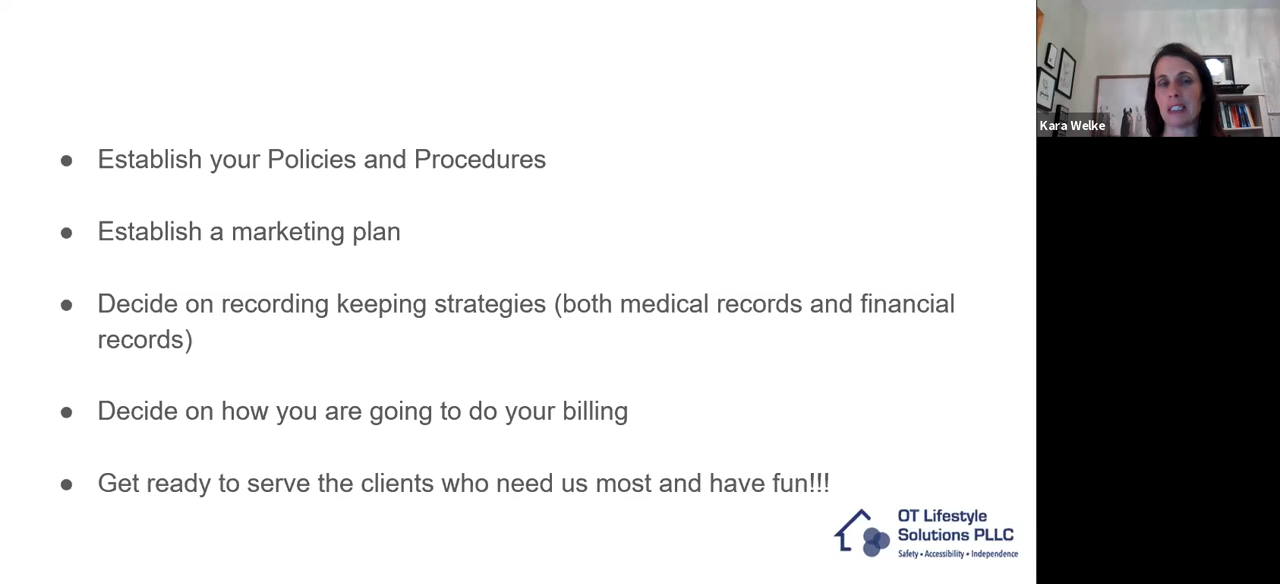 ● Establish your Policies and Procedures
● Establish a marketing plan
● Decide on recording keeping strategies (both medical records and financial
records)
● Decide on how you are going to do your billing
● Get ready to serve the clients who need us most and have fun!!!
OT Lifestyle
Solutions PLLC
Safety • Accessibility • Independence
Kara Welke